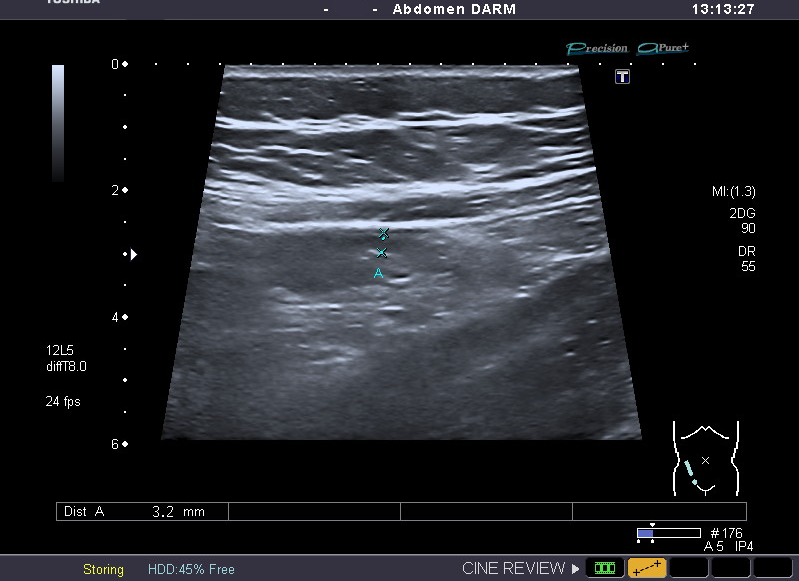 TOSHIBA
- - Abdomen DARM 13:13:27
Precision APure+
T
0
2
4
6
MI:(1.3)
2DG
90
DR
55
A
12L5
diffT8.0
24 fps
Dist A 3.2 mm
#176
A 5 IP4
Storing HDD:45% Free CINE REVIEW